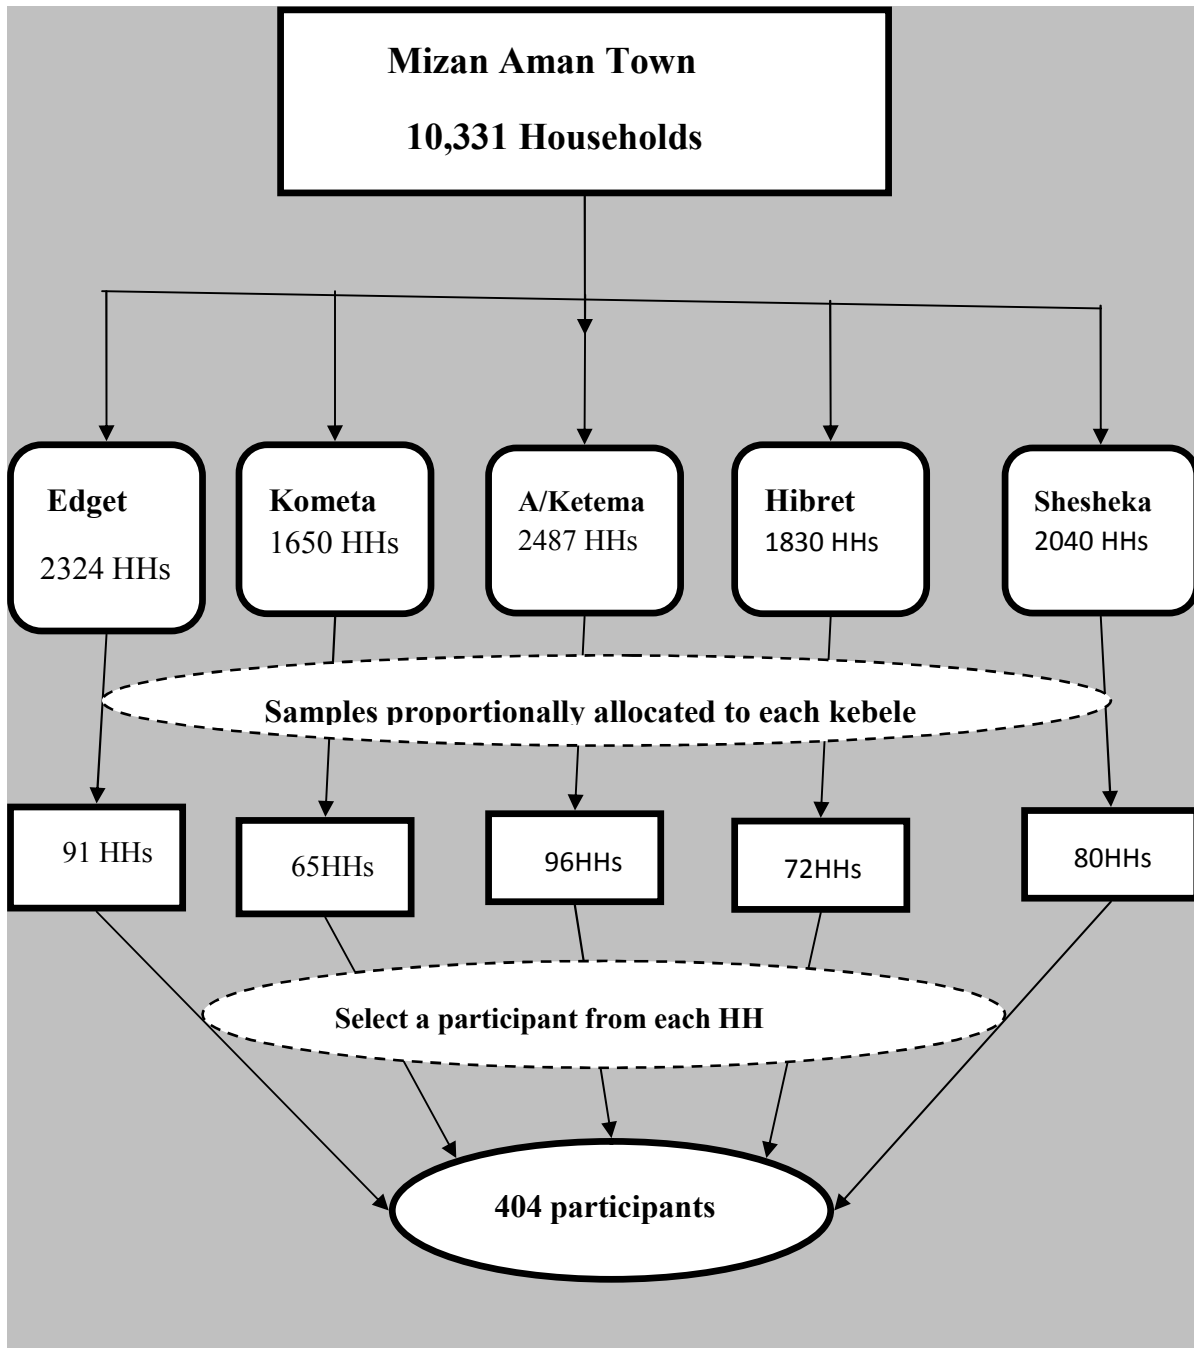 Mizan Aman Town
10,331 Households
Edget
2324 HHs
Kometa
1650 HHs
A/Ketema
2487 HHs
Hibret
1830 HHs
Shesheka
2040 HHs
Samples proportionally allocated to each kebele
91 HHs
65HHs
96HHs
72HHs
80HHs
Select a participant from each HH
404 participants